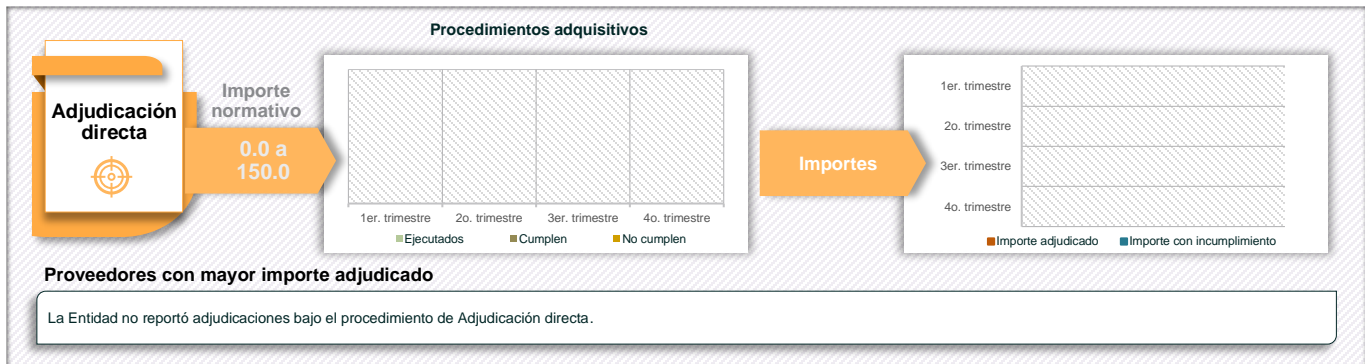 Procedimientos adquisitivos
Adjudicación
directa
Importe
normativo
0.0 a
150.0
1er. trimestre
2o. trimestre
3er. trimestre
4o. trimestre
Ejecutados
Cumplen
No cumplen
Importes
1er. trimestre
2o. trimestre
3er. trimestre
4o. trimestre
Importe adjudicado
Importe con incumplimiento
Proveedores con mayor importe adjudicado
La Entidad no reportó adjudicaciones bajo el procedimiento de Adjudicación directa.